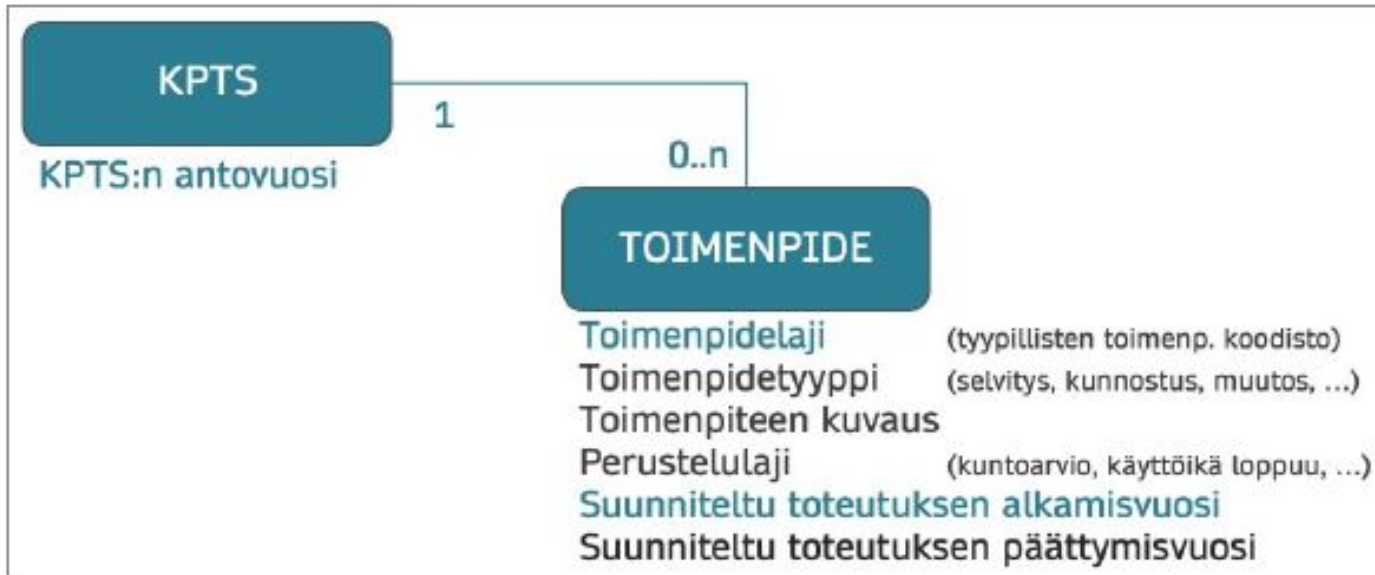 KPTS
1
KPTS:n antovuosi
0..n
TOIMENPIDE
Toimenpidelaji (tyypillisten toimenp. koodisto)
Toimenpidetyyppi (selvitys, kunnostus, muutos, ...)
Toimenpiteen kuvaus
Perustelulaji (kuntoarvio, käyttöikä loppuu, ...)
Suunniteltu toteutuksen alkamisvuosi
Suunniteltu toteutuksen päättymisvuosi